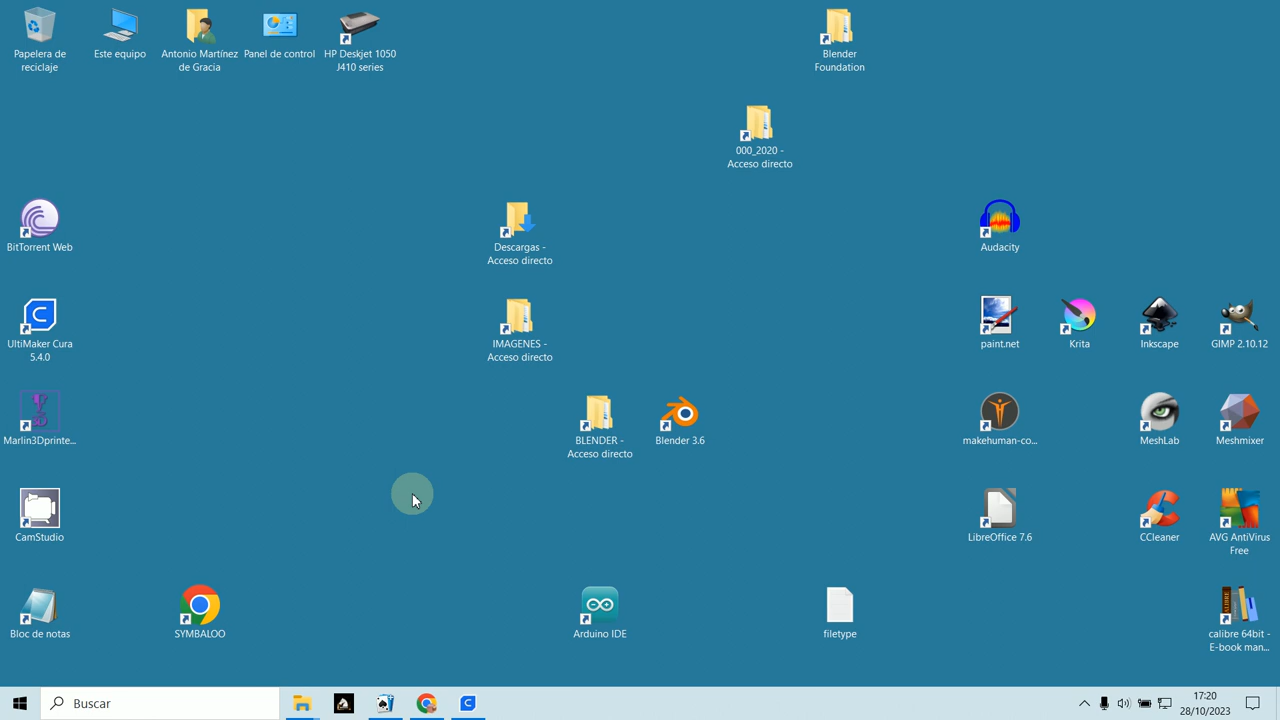 Papelera de
reciclaje
Este equipo
Antonio Martínez
de Gracia
Panel de control
HP Deskjet 1050
J410 series
Blender
Foundation
000_2020 -
Acceso directo
BitTorrent Web
Descargas -
Acceso directo
Audacity
UltiMaker Cura
5.4.0
IMAGENES -
Acceso directo
paint.net
Krita
Inkscape
GIMP 2.10.12
Marlin3Dprinte...
BLENDER -
Acceso directo
Blender 3.6
makehuman-co...
MeshLab
Meshmixer
CamStudio
LibreOffice 7.6
CCleaner
AVG AntiVirus
Free
Bloc de notas
SYMBALOO
Arduino IDE
filetype
calibre 64bit -
E-book man...
Buscar
17:20
28/10/2023